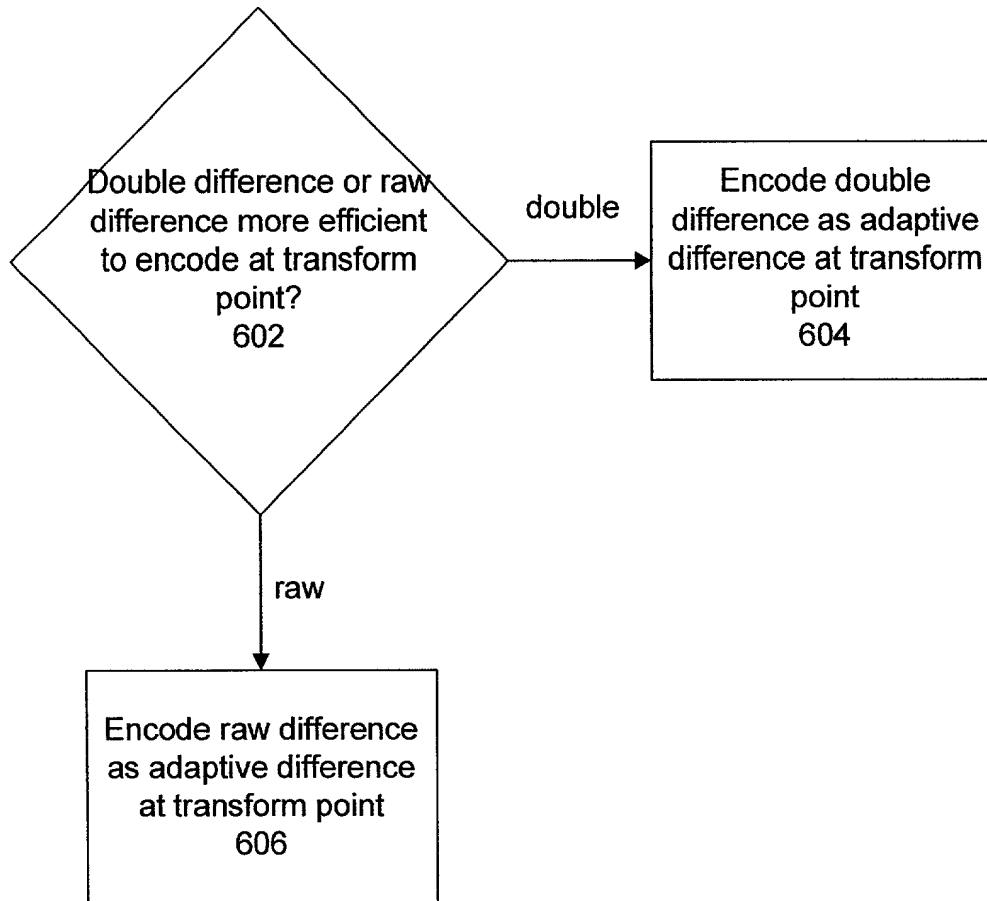 Double difference or raw
difference more efficient
to encode at transform
point?
602
double
Encode double
difference as adaptive
difference at transform
point
604
raw
Encode raw difference
as adaptive difference
at transform point
606